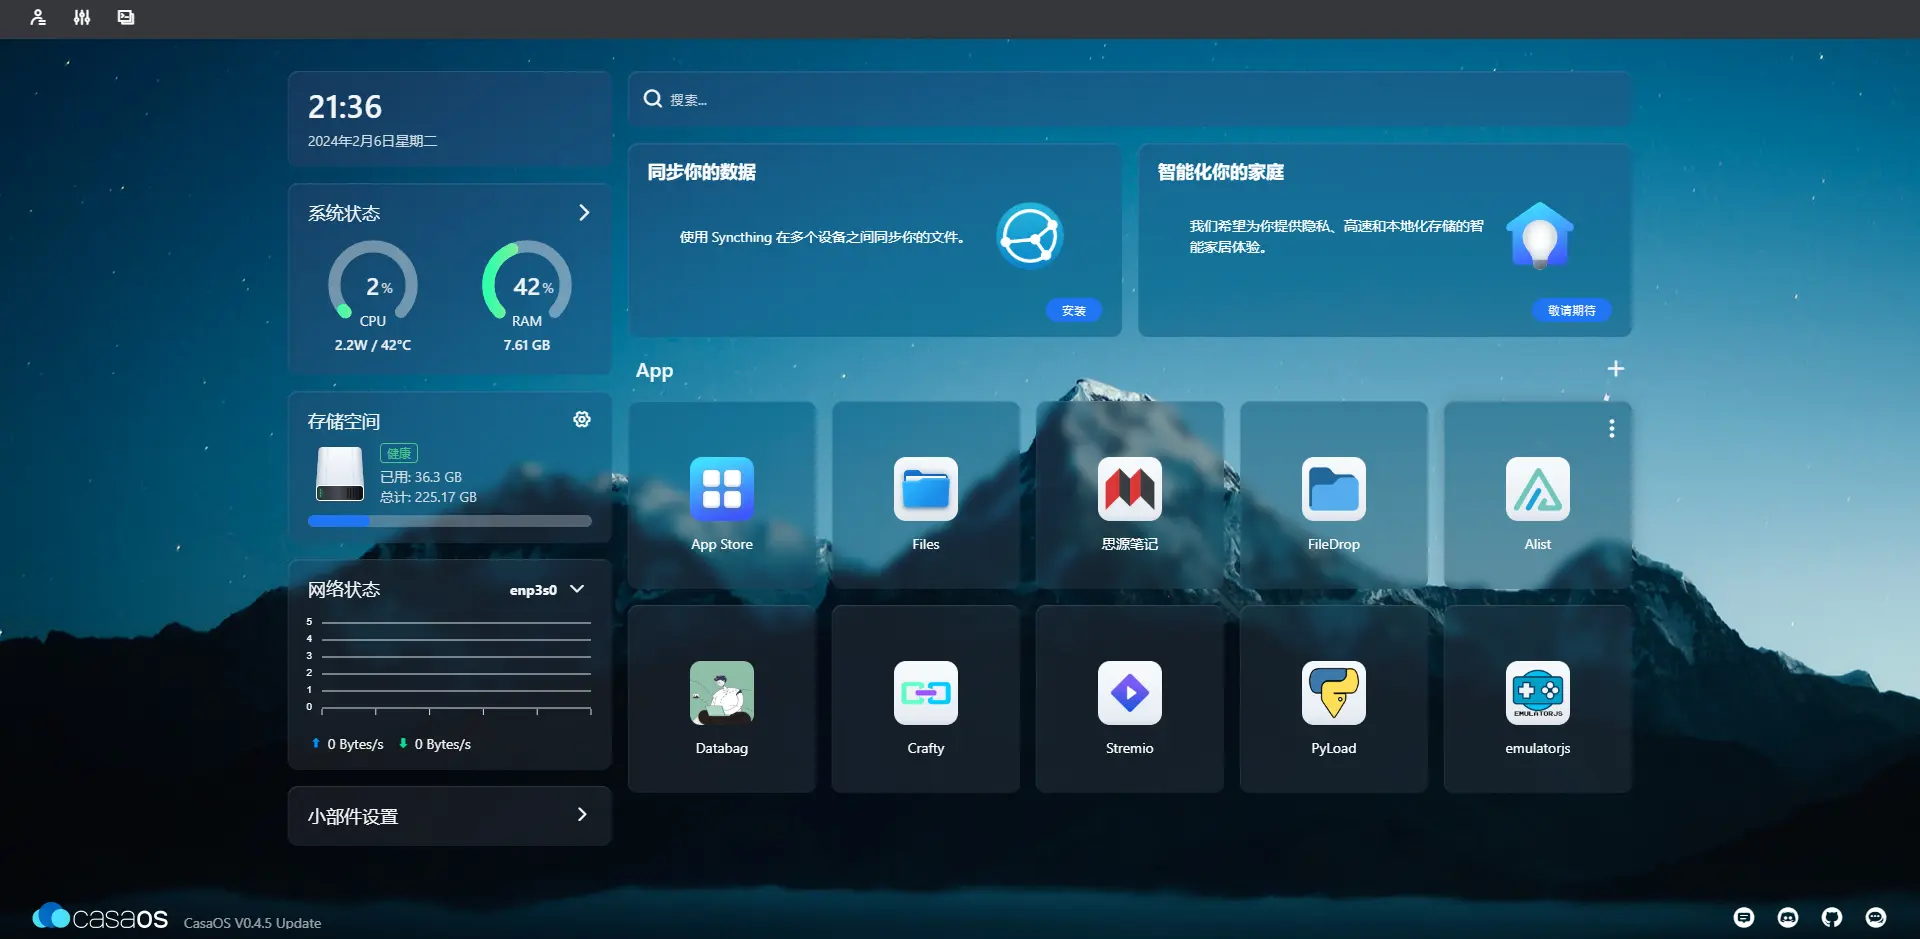 21:36
2024年2月6日星期二
系统状态
2%
CPU
2.2W / 42°C
42%
RAM
7.61 GB
存储空间
健康
已用: 36.3 GB
总计: 225.17 GB
网络状态
enp3s0
5
4
3
2
1
0
0 Bytes/s
0 Bytes/s
小部件设置
搜索...
同步你的数据
使用 Syncthing 在多个设备之间同步你的文件。
安装
智能化你的家庭
我们希望为你提供隐私、高速和本地化存储的智
能家居体验。
敬请期待
App
App Store
Files
思源笔记
FileDrop
Alist
Databag
Crafty
Stremio
PyLoad
EMULATORJS
emulatorjs
casaOS
CasaOS V0.4.5 Update